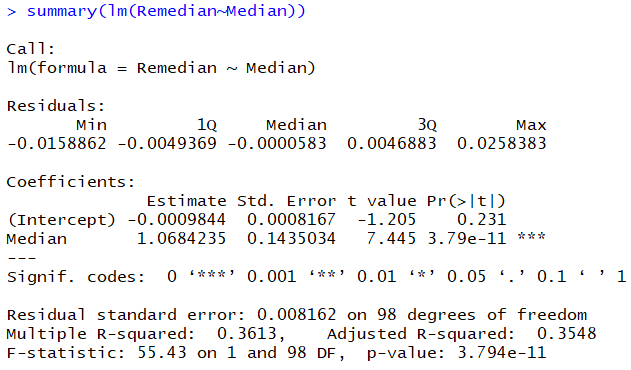 > summary(lm(Remedian~Median))
Call:
lm(formula = Remedian ~ Median)
Residuals:
Min 1Q Median 3Q Max
-0.0158862 -0.0049369 -0.0000583 0.0046883 0.0258383
Coefficients:
Estimate Std. Error t value Pr(>|t|)
(Intercept) -0.0009844 0.0008167 -1.205 0.231
Median 1.0684235 0.1435034 7.445 3.79e-11 ***
---
Signif. codes: 0 ‘***’ 0.001 ‘**’ 0.01 ‘*’ 0.05 ‘.’ 0.1 ‘ ’ 1
Residual standard error: 0.008162 on 98 degrees of freedom
Multiple R-squared: 0.3613, Adjusted R-squared: 0.3548
F-statistic: 55.43 on 1 and 98 DF, p-value: 3.794e-11